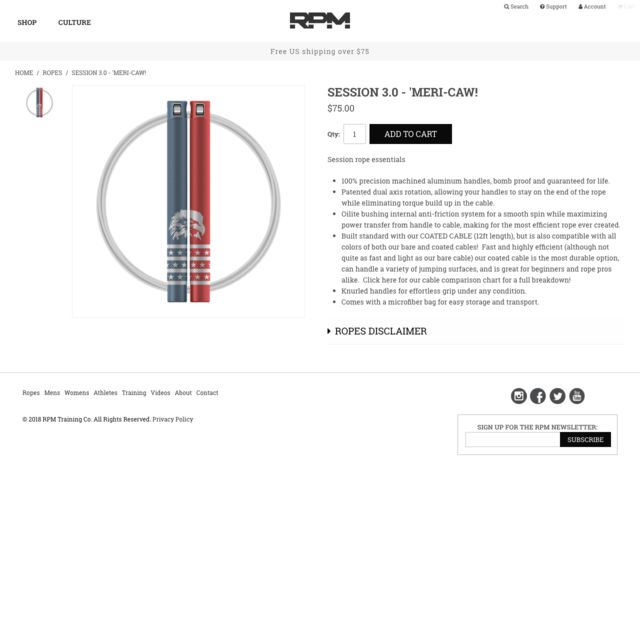 Search Support Account
SHOP CULTURE
RPM
Free US shipping over $75
HOME / ROPES / SESSION 3.0 - 'MERI-CAW!
SESSION 3.0 - 'MERI-CAW!
$75.00
Qty: 1 ADD TO CART
Session rope essentials
100% precision machined aluminum handles, bomb proof and guaranteed for life.
Patented dual axis rotation, allowing your handles to stay on the end of the rope
while eliminating torque build up in the cable.
Oilite bushing internal anti-friction system for a smooth spin while maximizing
power transfer from handle to cable, making for the most efficient rope ever created.
Built standard with our COATED CABLE (12ft length), but is also compatible with all
colors of both our bare and coated cables! Fast and highly efficient (although not
quite as fast and light as our bare cable) our coated cable is the most durable option,
can handle a variety of jumping surfaces, and is great for beginners and rope pros
alike. Click here for our cable comparison chart for a full breakdown!
Knurled handles for effortless grip under any condition.
Comes with a microfiber bag for easy storage and transport.
ROPES DISCLAIMER
Ropes Mens Womens Athletes Training Videos About Contact
© 2018 RPM Training Co. All Rights Reserved. Privacy Policy
SIGN UP FOR THE RPM NEWSLETTER:
SUBSCRIBE